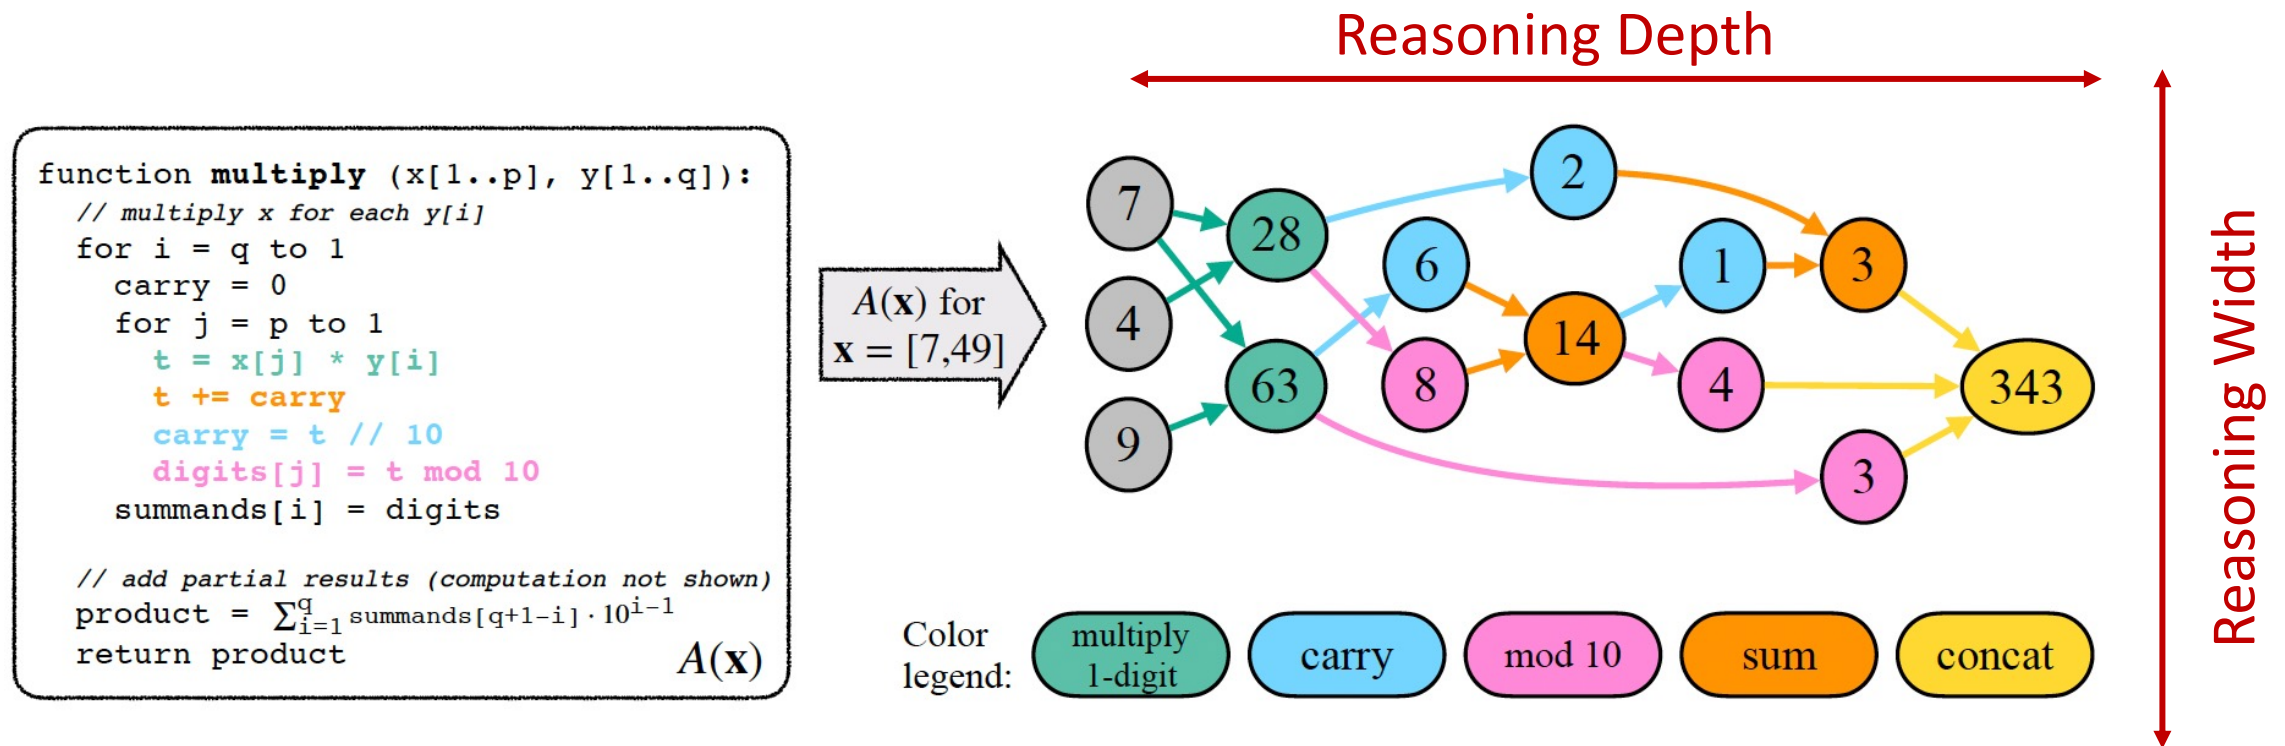 Reasoning Depth
function multiply (x[1..p], y[1..q]):
// multiply x for each y[i]
for i = q to 1
carry = 0
for j = p to 1
t = x[j] * y[i]
t += carry
carry = t // 10
digits[j] = t mod 10
summands[i] = digits
// add partial results (computation not shown)
product = ∑_{i=1}^{q} summands[q+1-i] · 10^{i-1}
return product
A(x)
A(x) for
x = [7,49]
7
4
9
28
63
6
8
2
14
1
4
3
3
343
Reasoning Width
Color
legend:
multiply
1-digit
carry
mod 10
sum
concat